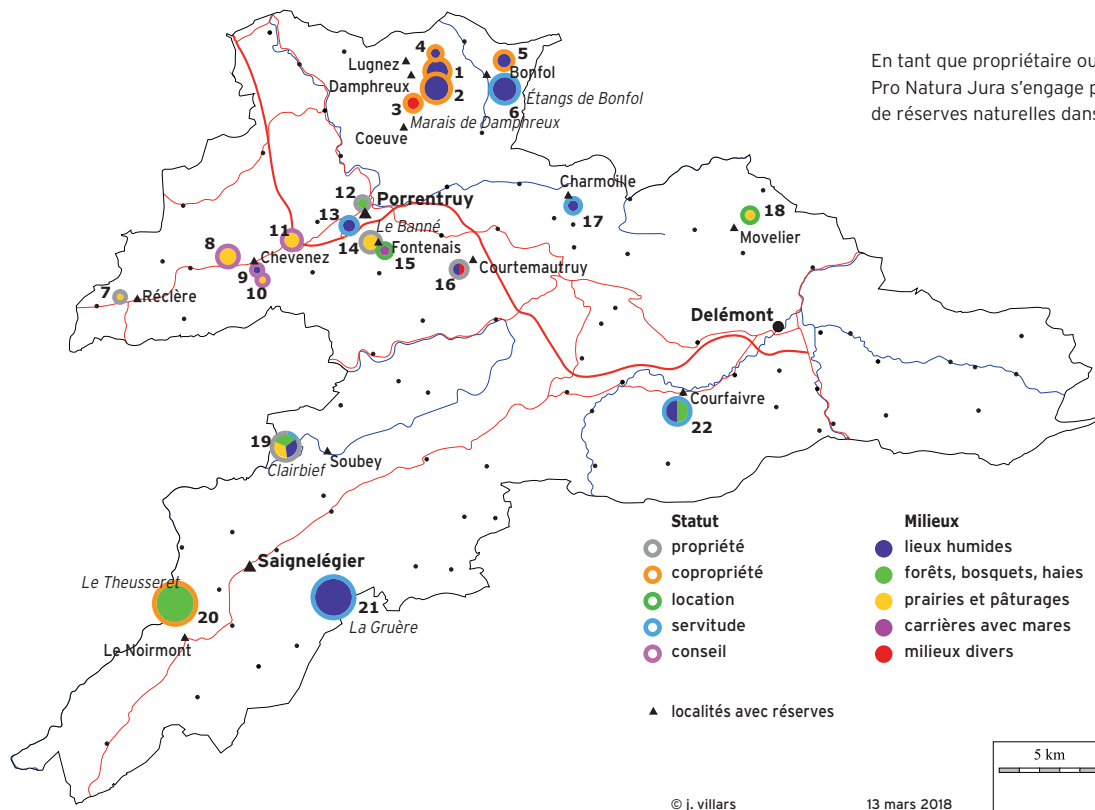 En tant que propriétaire ou
Pro Natura Jura s'engage p
de réserves naturelles dans
4
Lugnez
5
Damphreux
1
Bonfol
2
6
Étangs de Bonfol
3
Marais de Damphreux
Coeuve
12
Porrentruy
Charmoille
17
18
Movelier
13
Le Banné
11
14
Fontenais
15
8
Chevenez
9
10
16
Courtemautruy
7
Réclère
Delémont
Courfaivre
22
19
Clairbief
Soubey
Saignelégier
Le Theusseret
20
21
La Gruère
Le Noirmont
Statut
propriété
copropriété
location
servitude
conseil
Milieux
lieux humides
forêts, bosquets, haies
prairies et pâturages
carrières avec mares
milieux divers
localités avec réserves
5 km
© j. villars
13 mars 2018